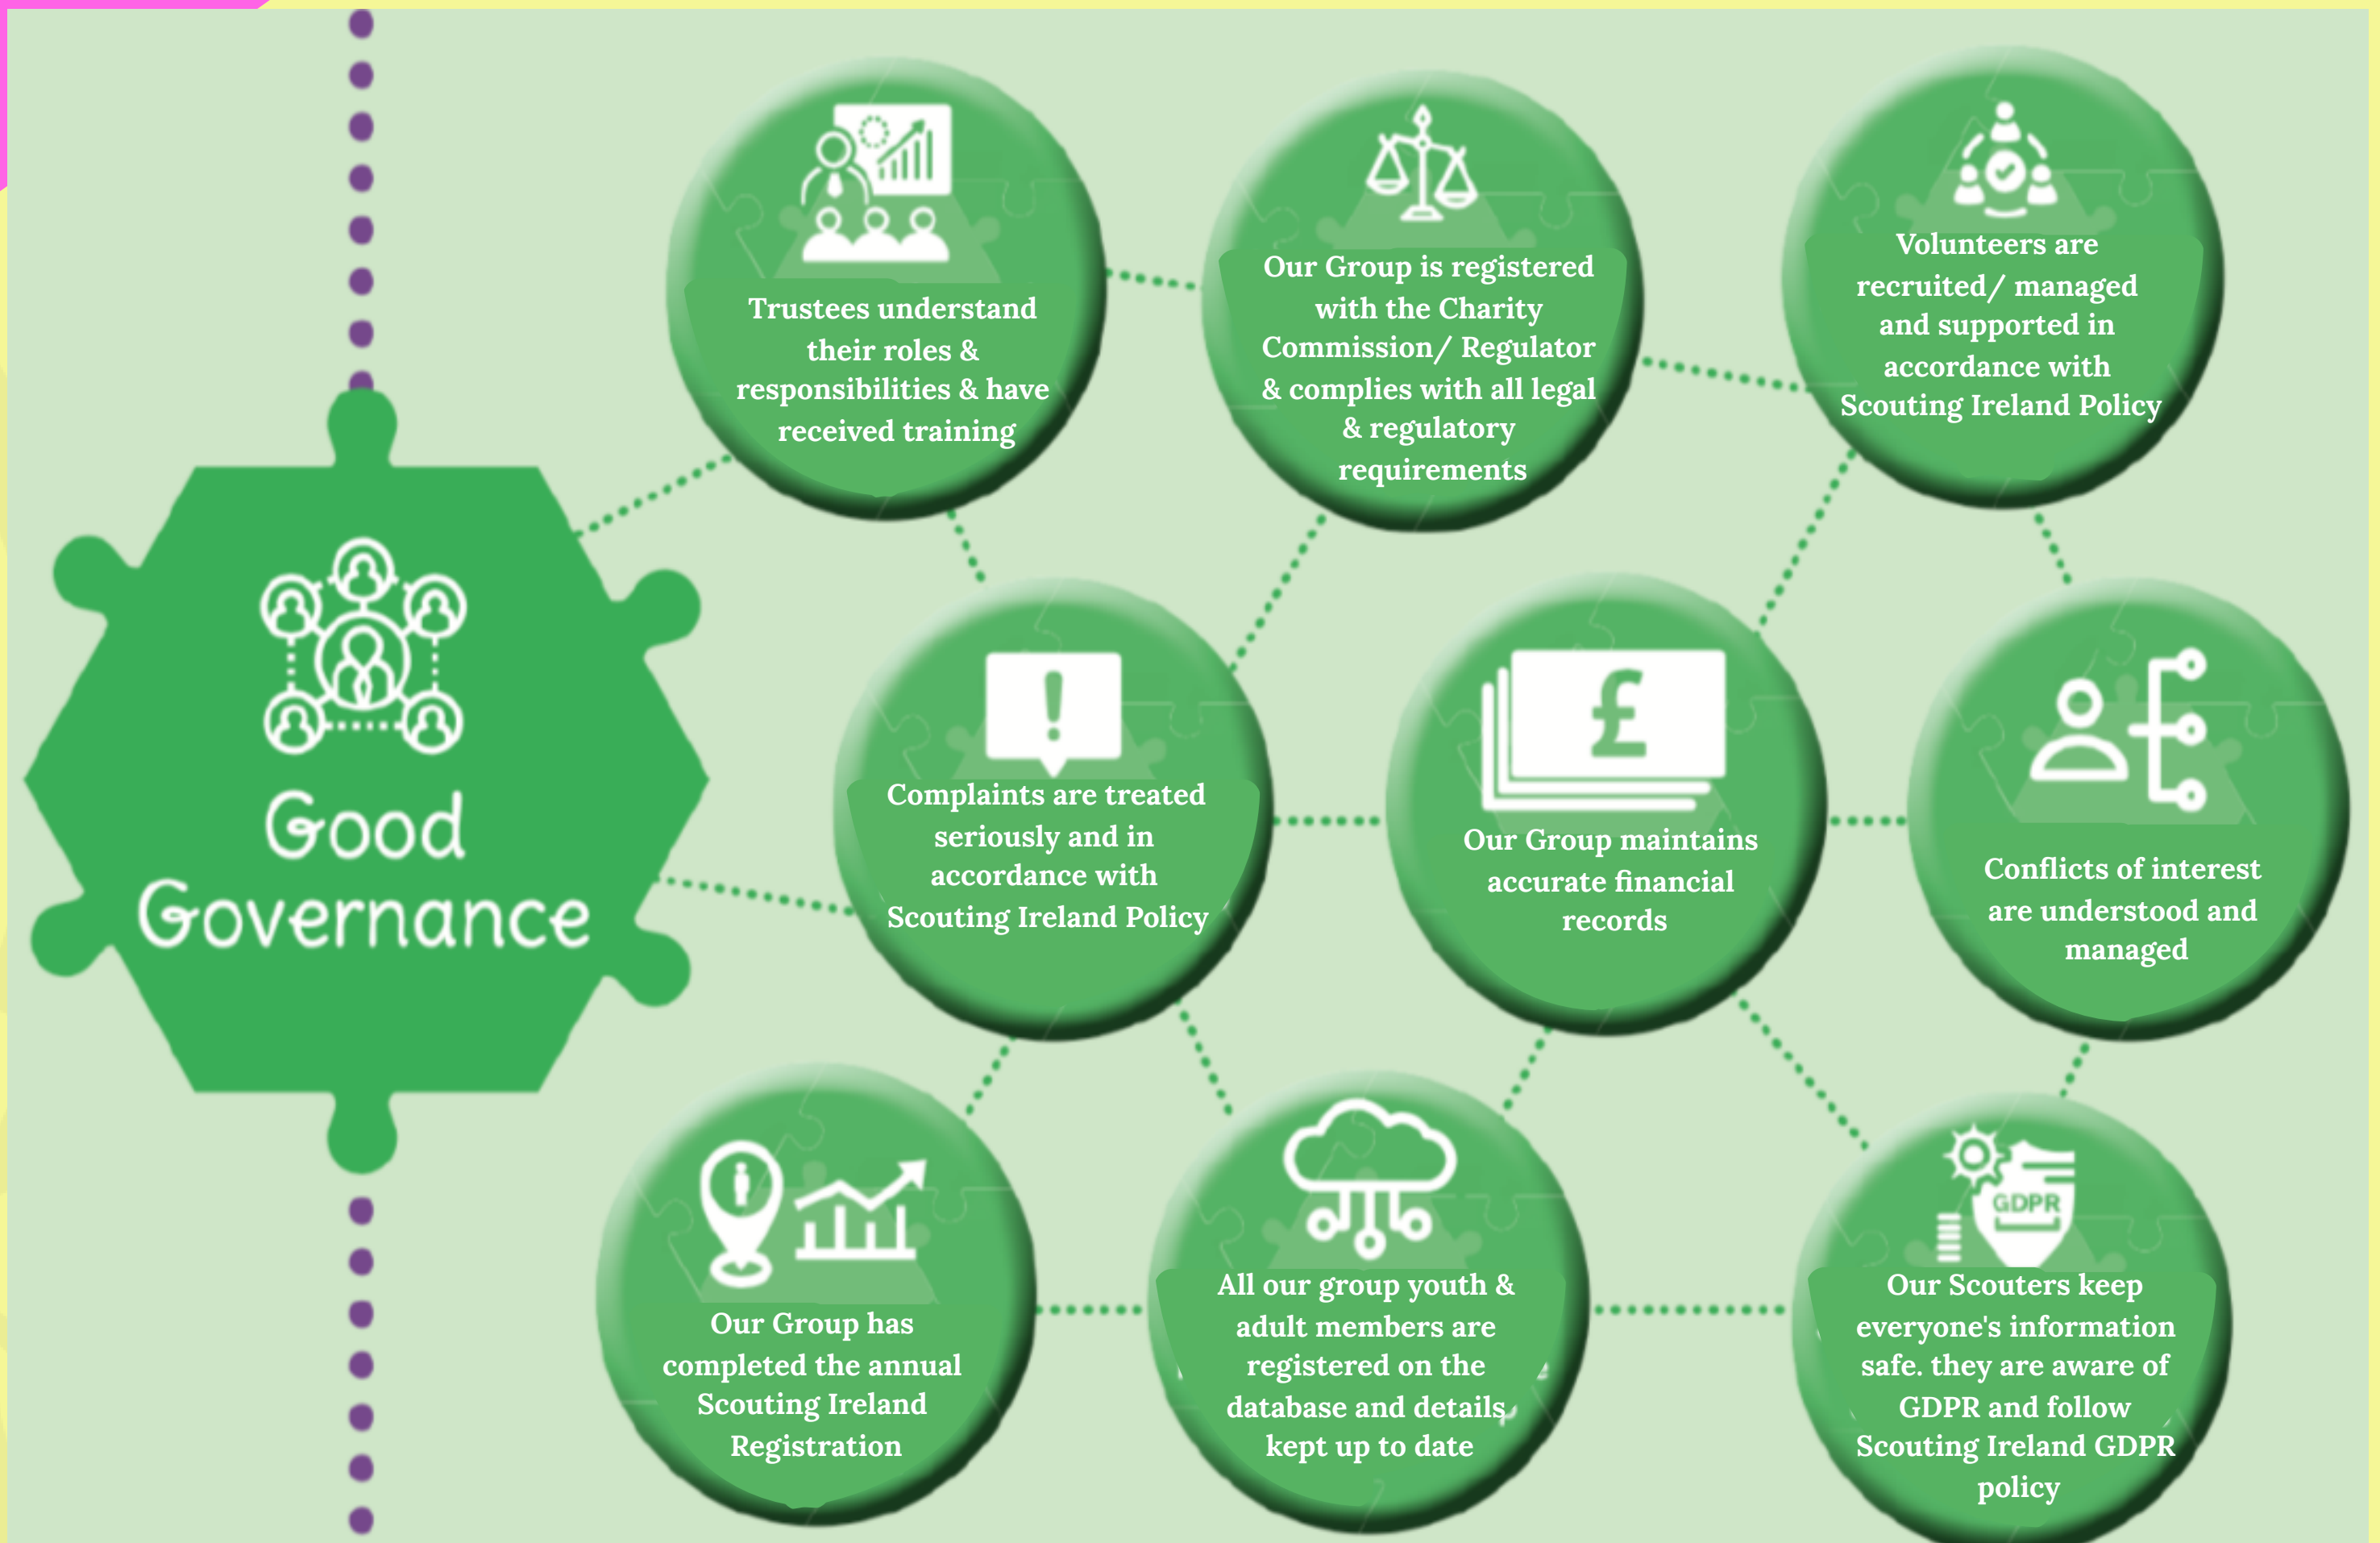 Good
Governance
Trustees understand
their roles &
responsibilities & have
received training
Our Group is registered
with the Charity
Commission/ Regulator
& complies with all legal
& regulatory
requirements
Volunteers are
recruited/ managed
and supported in
accordance with
Scouting Ireland Policy
!
Complaints are treated
seriously and in
accordance with
Scouting Ireland Policy
£
Our Group maintains
accurate financial
records
Conflicts of interest
are understood and
managed
Our Group has
completed the annual
Scouting Ireland
Registration
All our group youth &
adult members are
registered on the
database and details
kept up to date
GDPR
Our Scouters keep
everyone's information
safe. they are aware of
GDPR and follow
Scouting Ireland GDPR
policy